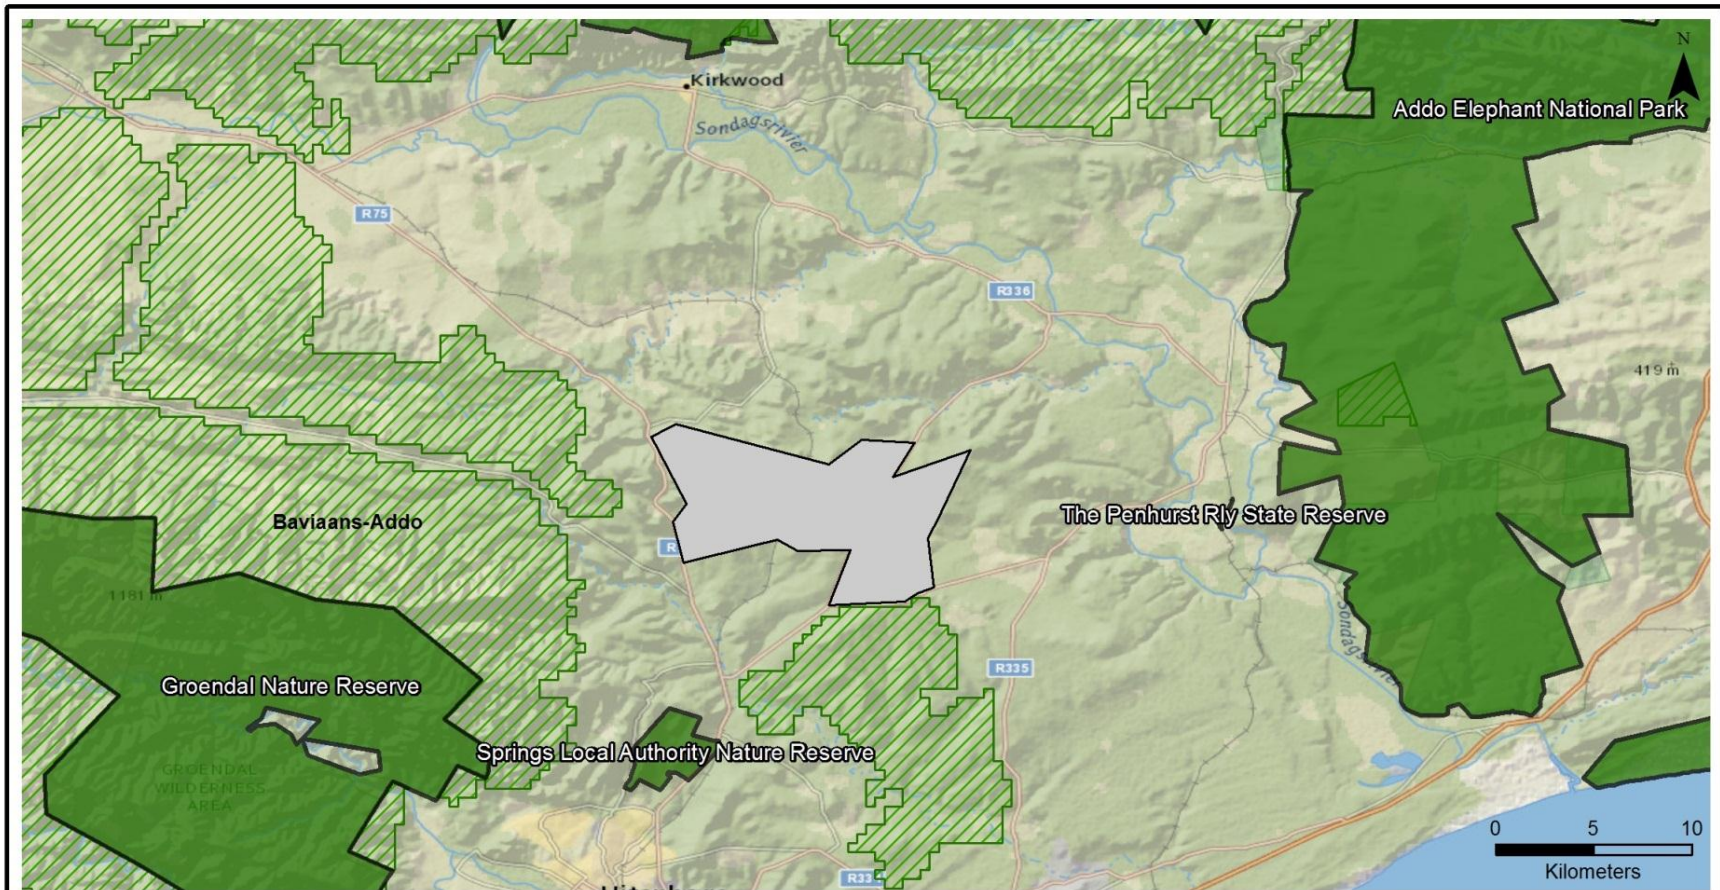 N
Kirkwood
Addo Elephant National Park
Sondagsrivier
R75
R336
419 m
The Penhurst Rly State Reserve
Baviaans-Addo
1181 m
Sondagsrivier
R335
Groendal Nature Reserve
Springs Local Authority Nature Reserve
GROENDAL
WILDERNESS
AREA
0 5 10
Kilometers